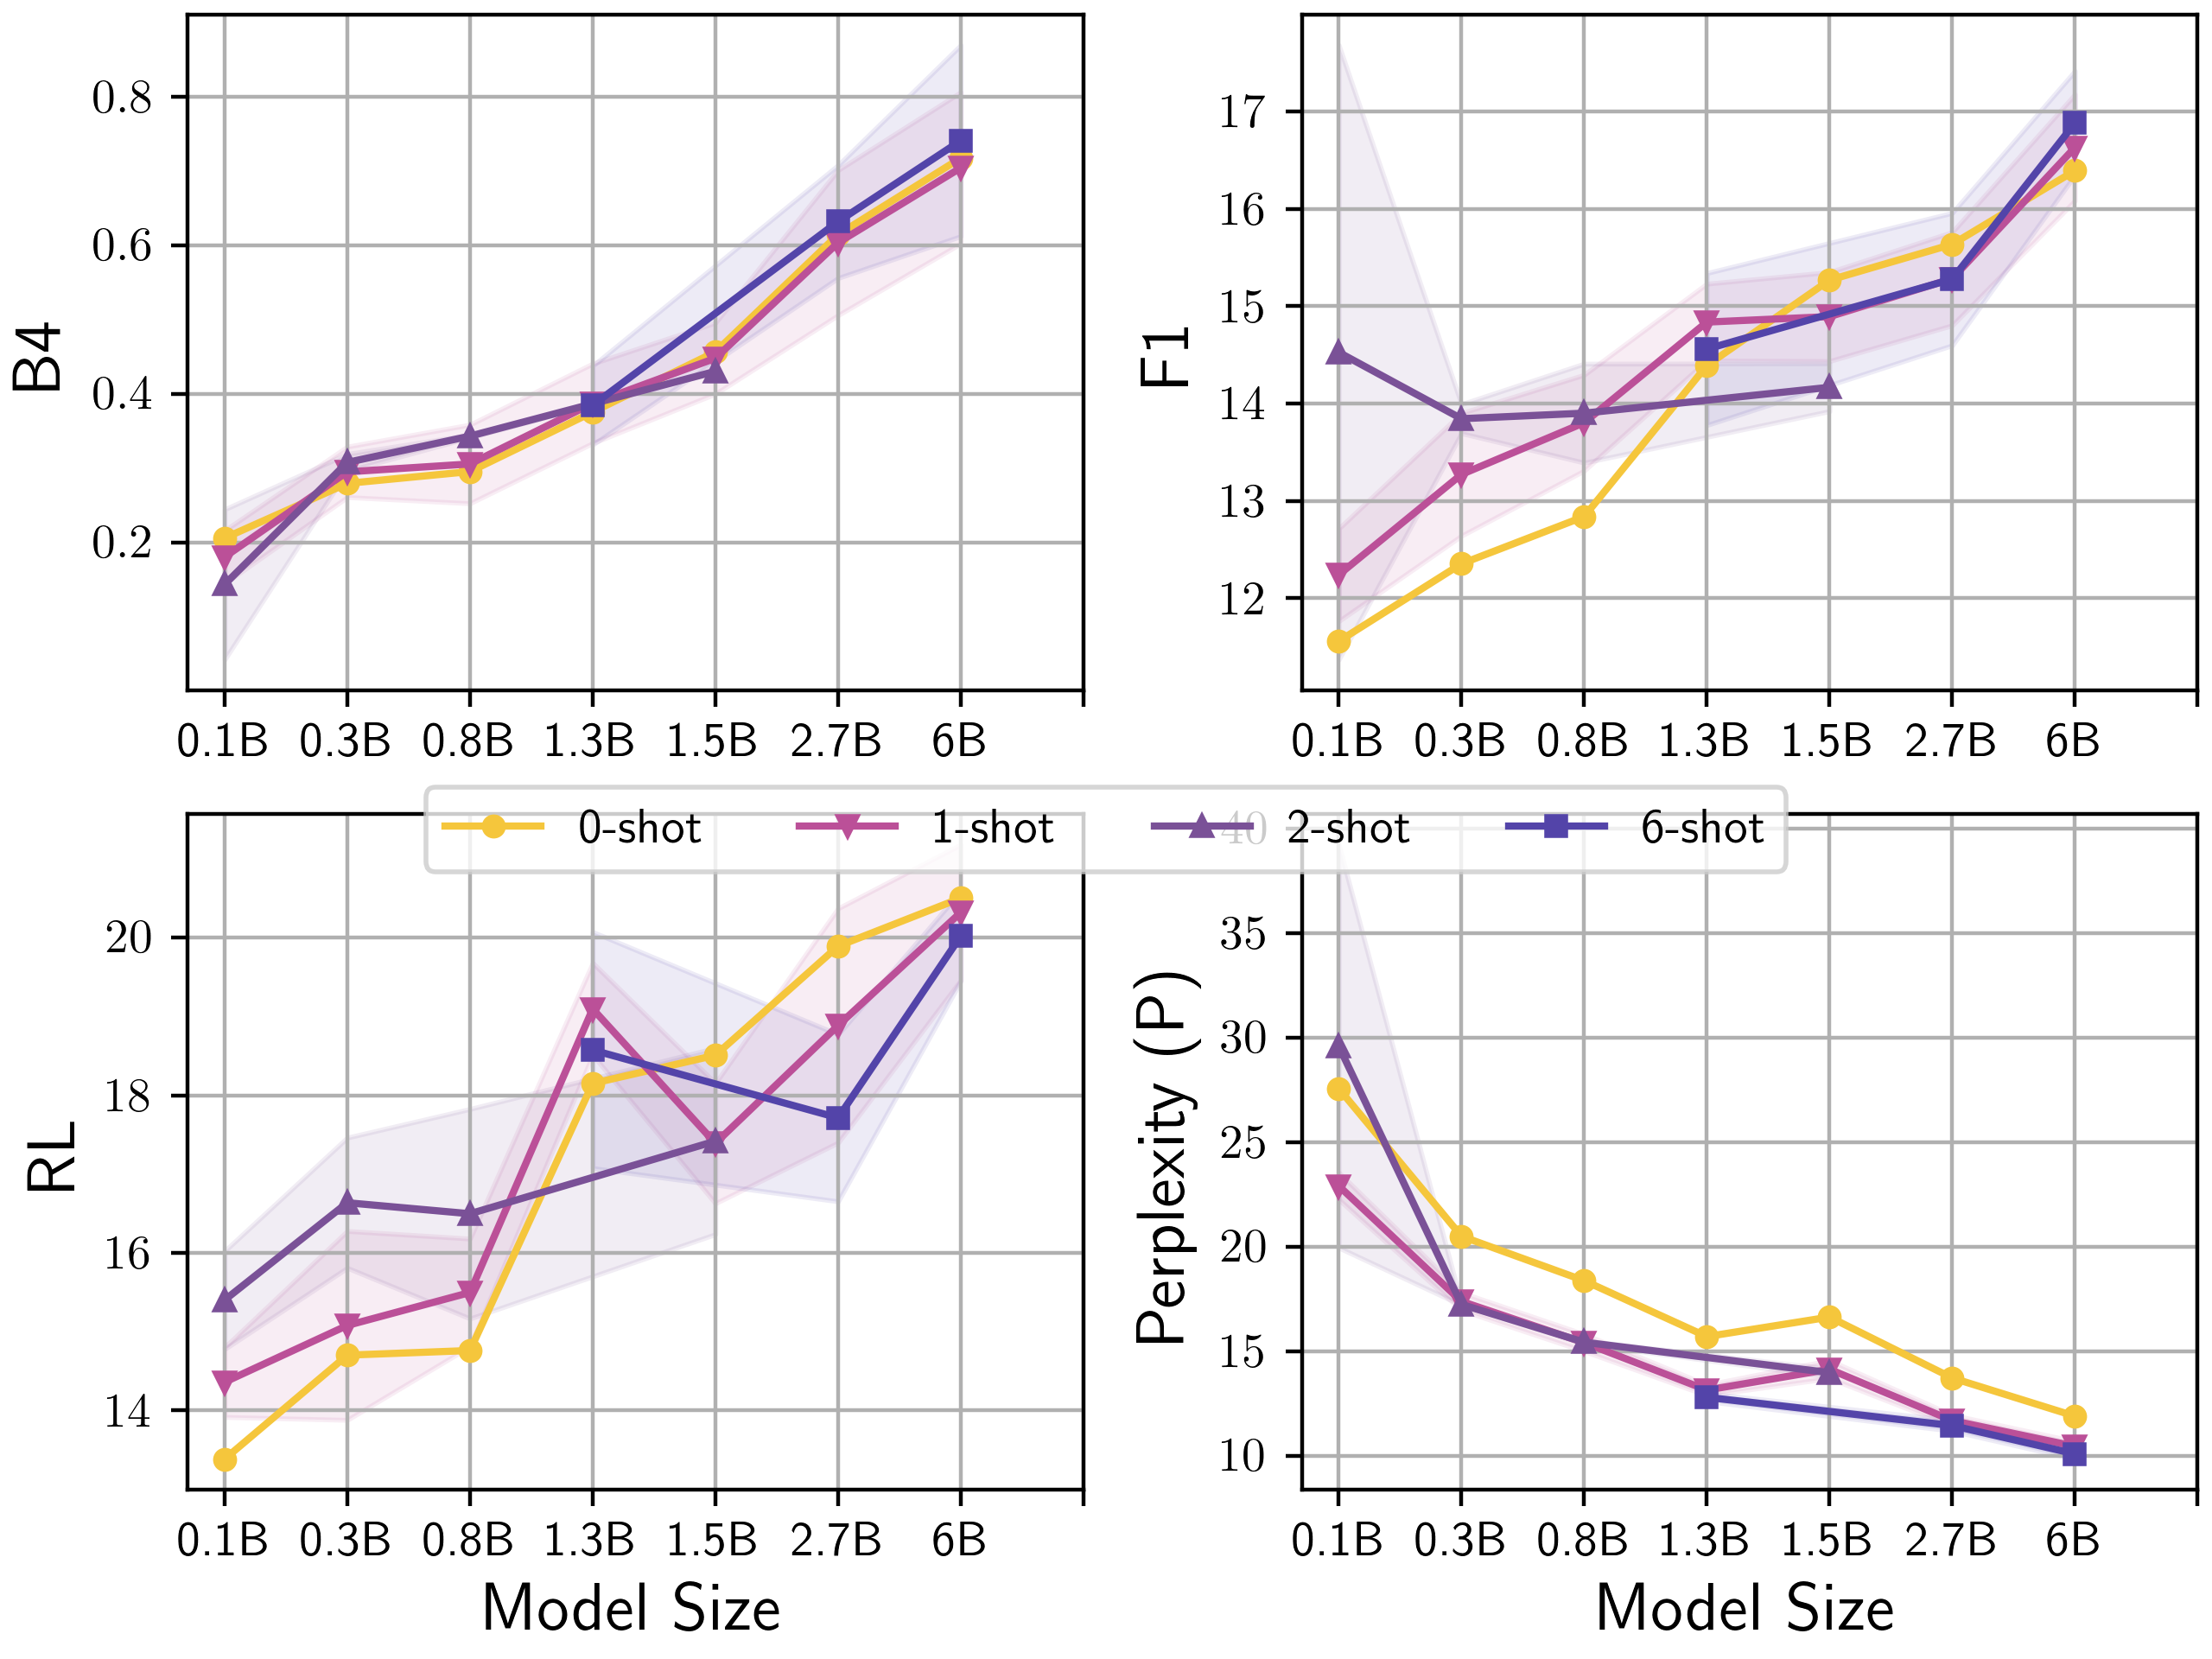 B4
0.8
0.6
0.4
0.2
0.1B 0.3B 0.8B 1.3B 1.5B 2.7B 6B
F1
17
16
15
14
13
12
0.1B 0.3B 0.8B 1.3B 1.5B 2.7B 6B
0-shot 1-shot 2-shot 6-shot
RL
20
18
16
14
0.1B 0.3B 0.8B 1.3B 1.5B 2.7B 6B
Model Size
Perplexity (P)
40
35
30
25
20
15
10
0.1B 0.3B 0.8B 1.3B 1.5B 2.7B 6B
Model Size